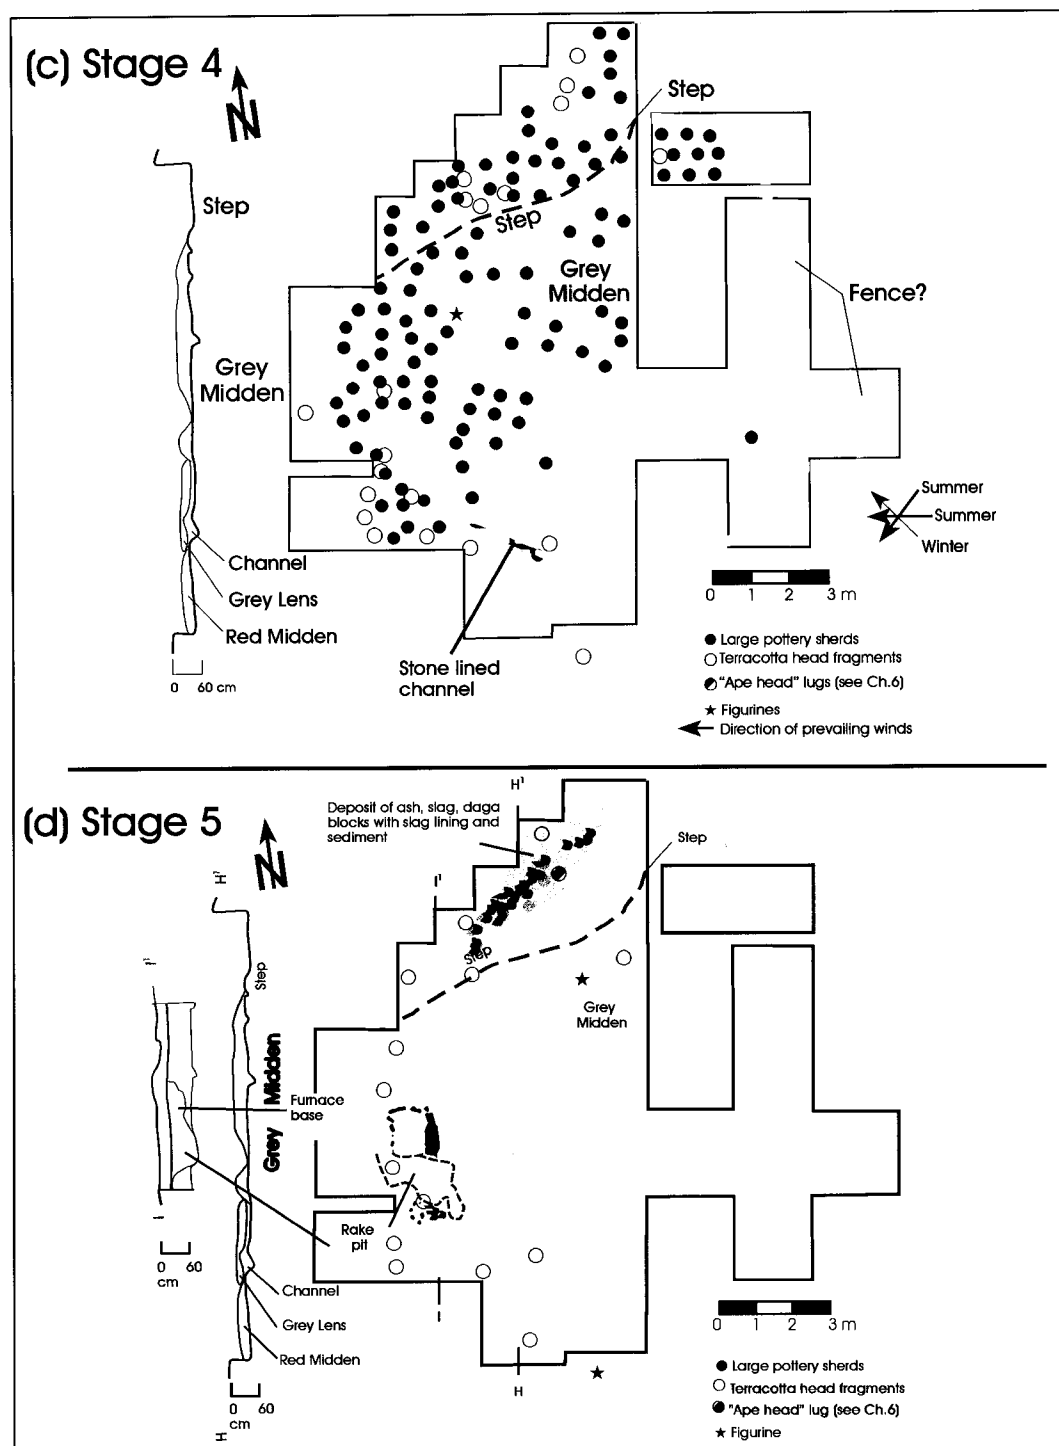 (c) Stage 4
N
Step
Step
Step
Grey
Midden
Grey
Midden
Fence?
Summer
Summer
Winter
Channel
Grey Lens
Red Midden
0 60 cm
Stone lined
channel
0 1 2 3 m
Large pottery sherds
Terracotta head fragments
"Ape head" lugs (see Ch.6)
Figurines
Direction of prevailing winds
(d) Stage 5
N
Deposit of ash, slag, daga
blocks with slag lining and
sediment
H¹
I¹
H¹
I¹
Step
Step
Step
Grey
Midden
Grey Midden
Furnace
base
Rake
pit
I
0 60
cm
Channel
Grey Lens
Red Midden
0 60
cm
H
I
H
0 1 2 3 m
Large pottery sherds
Terracotta head fragments
"Ape head" lug (see Ch.6)
Figurine